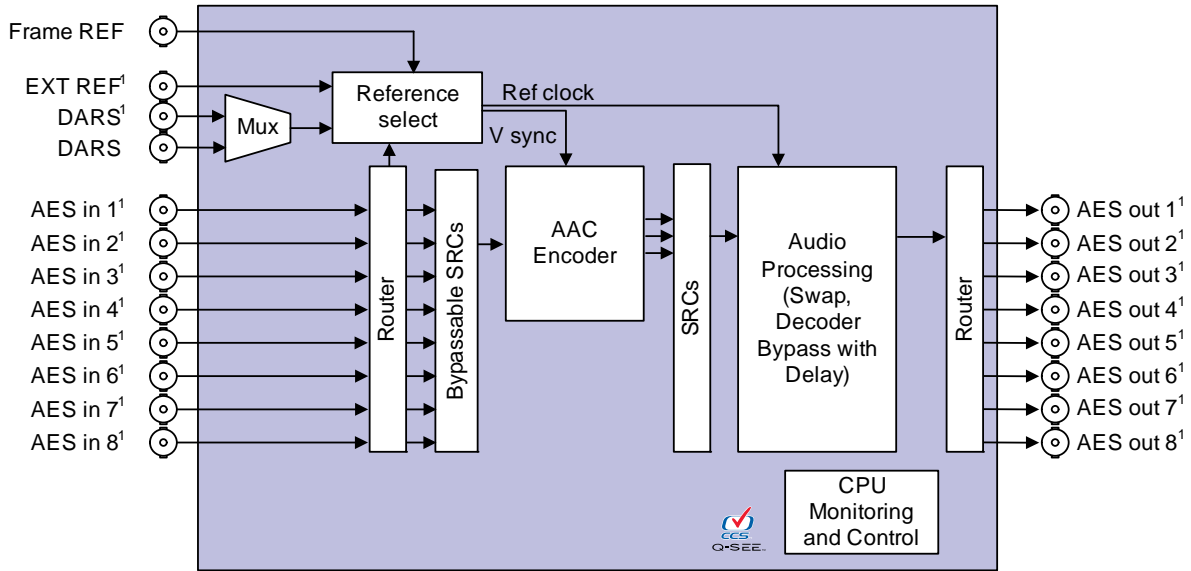 Frame REF
EXT REF¹
DARS¹
DARS
Mux
Reference
select
Ref clock
V sync
AES in 1¹
AES in 2¹
AES in 3¹
AES in 4¹
AES in 5¹
AES in 6¹
AES in 7¹
AES in 8¹
Router
Bypassable SRCs
AAC
Encoder
SRCs
Audio
Processing
(Swap,
Decoder
Bypass with
Delay)
Router
AES out 1¹
AES out 2¹
AES out 3¹
AES out 4¹
AES out 5¹
AES out 6¹
AES out 7¹
AES out 8¹
CCS
Q-SEE™
CPU
Monitoring
and Control